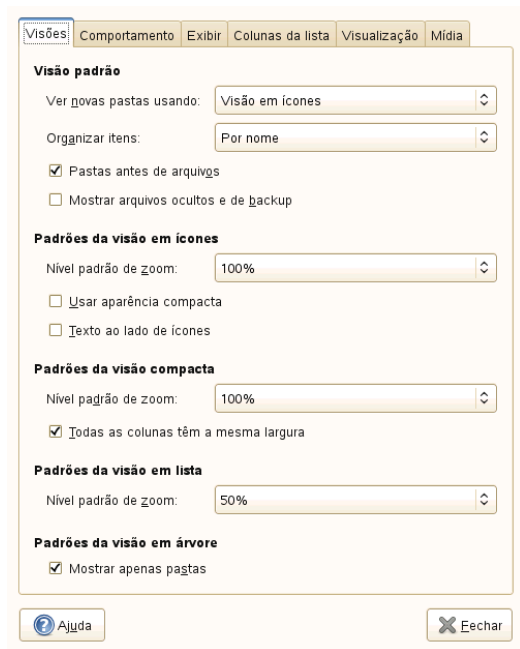 Visões Comportamento Exibir Colunas da lista Visualização Mídia
Visão padrão
Ver novas pastas usando: Visão em ícones
Organizar itens: Por nome
Pastas antes de arquivos
Mostrar arquivos ocultos e de backup
Padrões da visão em ícones
Nível padrão de zoom: 100%
Usar aparência compacta
Texto ao lado de ícones
Padrões da visão compacta
Nível padrão de zoom: 100%
Todas as colunas têm a mesma largura
Padrões da visão em lista
Nível padrão de zoom: 50%
Padrões da visão em árvore
Mostrar apenas pastas
Ajuda Fechar